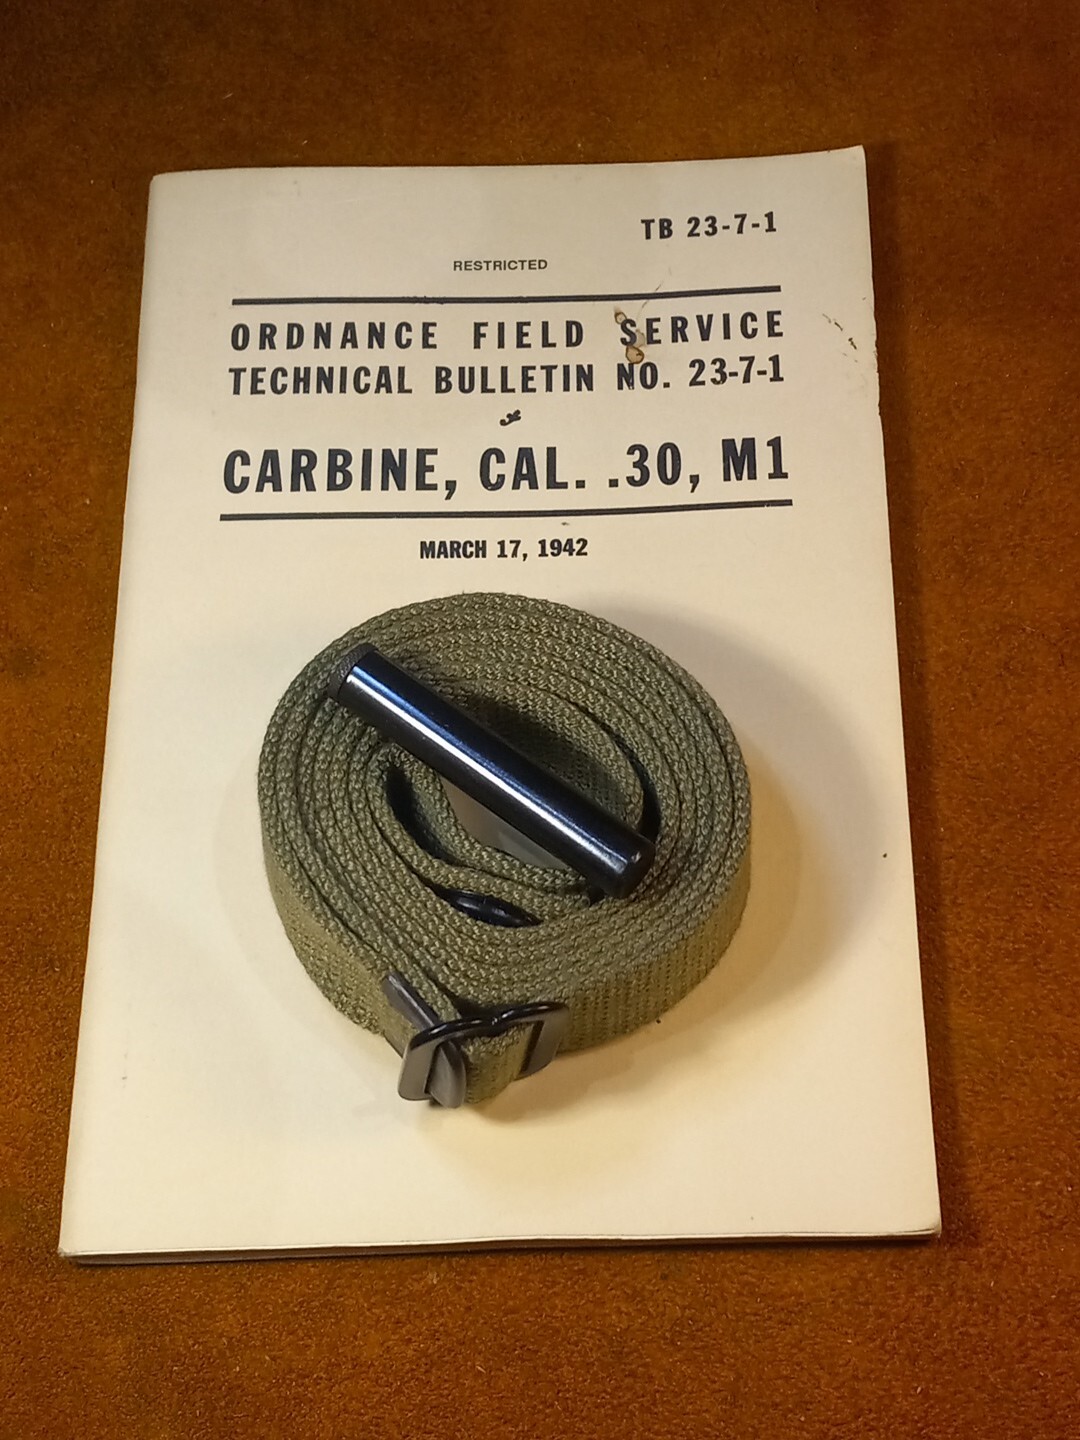 TB 23-7-1
RESTRICTED
ORDNANCE FIELD SERVICE
TECHNICAL BULLETIN NO. 23-7-1
CARBINE, CAL. .30, M1
MARCH 17, 1942